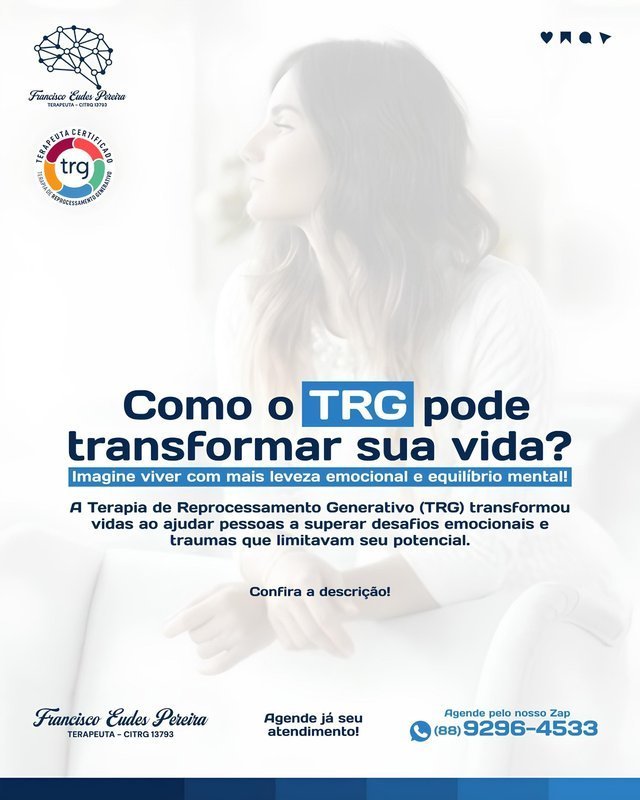 Francisco Eudes Pereira
TERAPEUTA - CITRG 13793
TERAPEUTA CERTIFICADO
trg
TERAPIA DE REPROCESSAMENTO GENERATIVO
Como o TRG pode
transformar sua vida?
Imagine viver com mais leveza emocional e equilíbrio mental!
A Terapia de Reprocessamento Generativo (TRG) transformou
vidas ao ajudar pessoas a superar desafios emocionais e
traumas que limitavam seu potencial.
Confira a descrição!
Francisco Eudes Pereira
TERAPEUTA - CITRG 13793
Agende já seu
atendimento!
Agende pelo nosso Zap
(88) 9296-4533